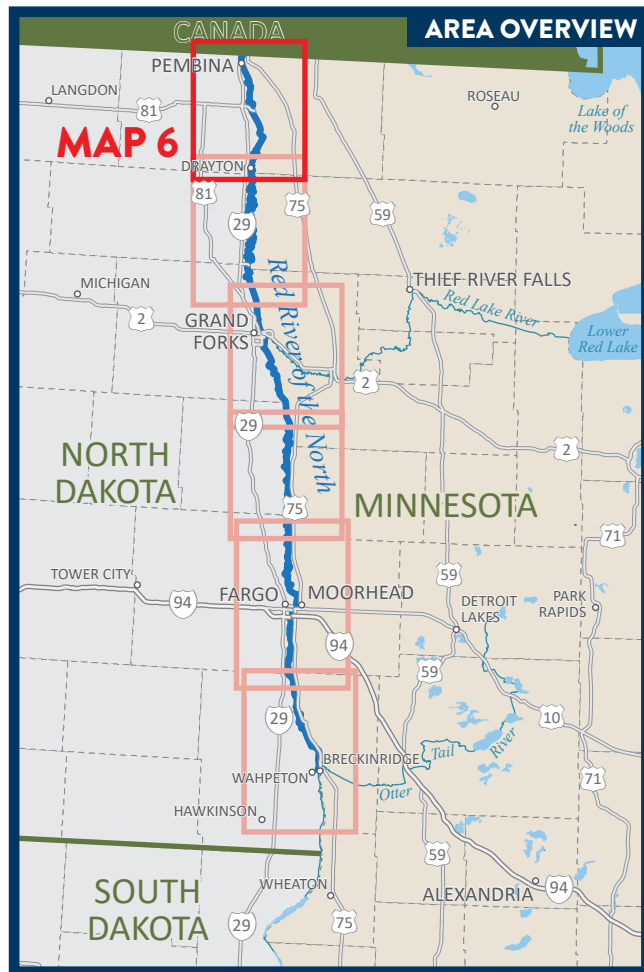 CANADA
AREA OVERVIEW
PEMBINA
LANGDON
81
ROSEAU
Lake of
the Woods
MAP 6
DRAYTON
81
75
59
29
MICHIGAN
2
GRAND
FORKS
Red River of the North
THIEF RIVER FALLS
Red Lake River
Lower
Red Lake
2
29
2
NORTH
DAKOTA
MINNESOTA
75
71
TOWER CITY
94
FARGO
MOORHEAD
59
DETROIT
LAKES
PARK
RAPIDS
94
59
29
10
BRECKINRIDGE
WAHPETON
Otter Tail River
71
HAWKINSON
59
SOUTH
DAKOTA
WHEATON
ALEXANDRIA
94
29
75